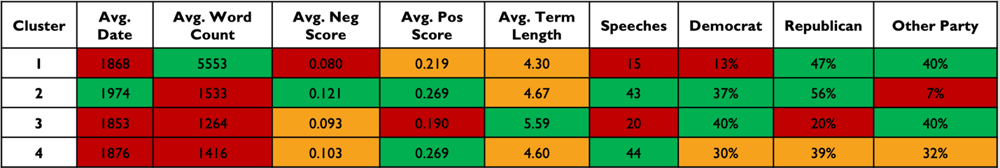 Cluster Avg. Date Avg. Word Count Avg. Neg Score Avg. Pos Score Avg. Term Length Speeches Democrat Republican Other Party
1 1868 5553 0.080 0.219 4.30 15 13% 47% 40%
2 1974 1533 0.121 0.269 4.67 43 37% 56% 7%
3 1853 1264 0.093 0.190 5.59 20 40% 20% 40%
4 1876 1416 0.103 0.269 4.60 44 30% 39% 32%